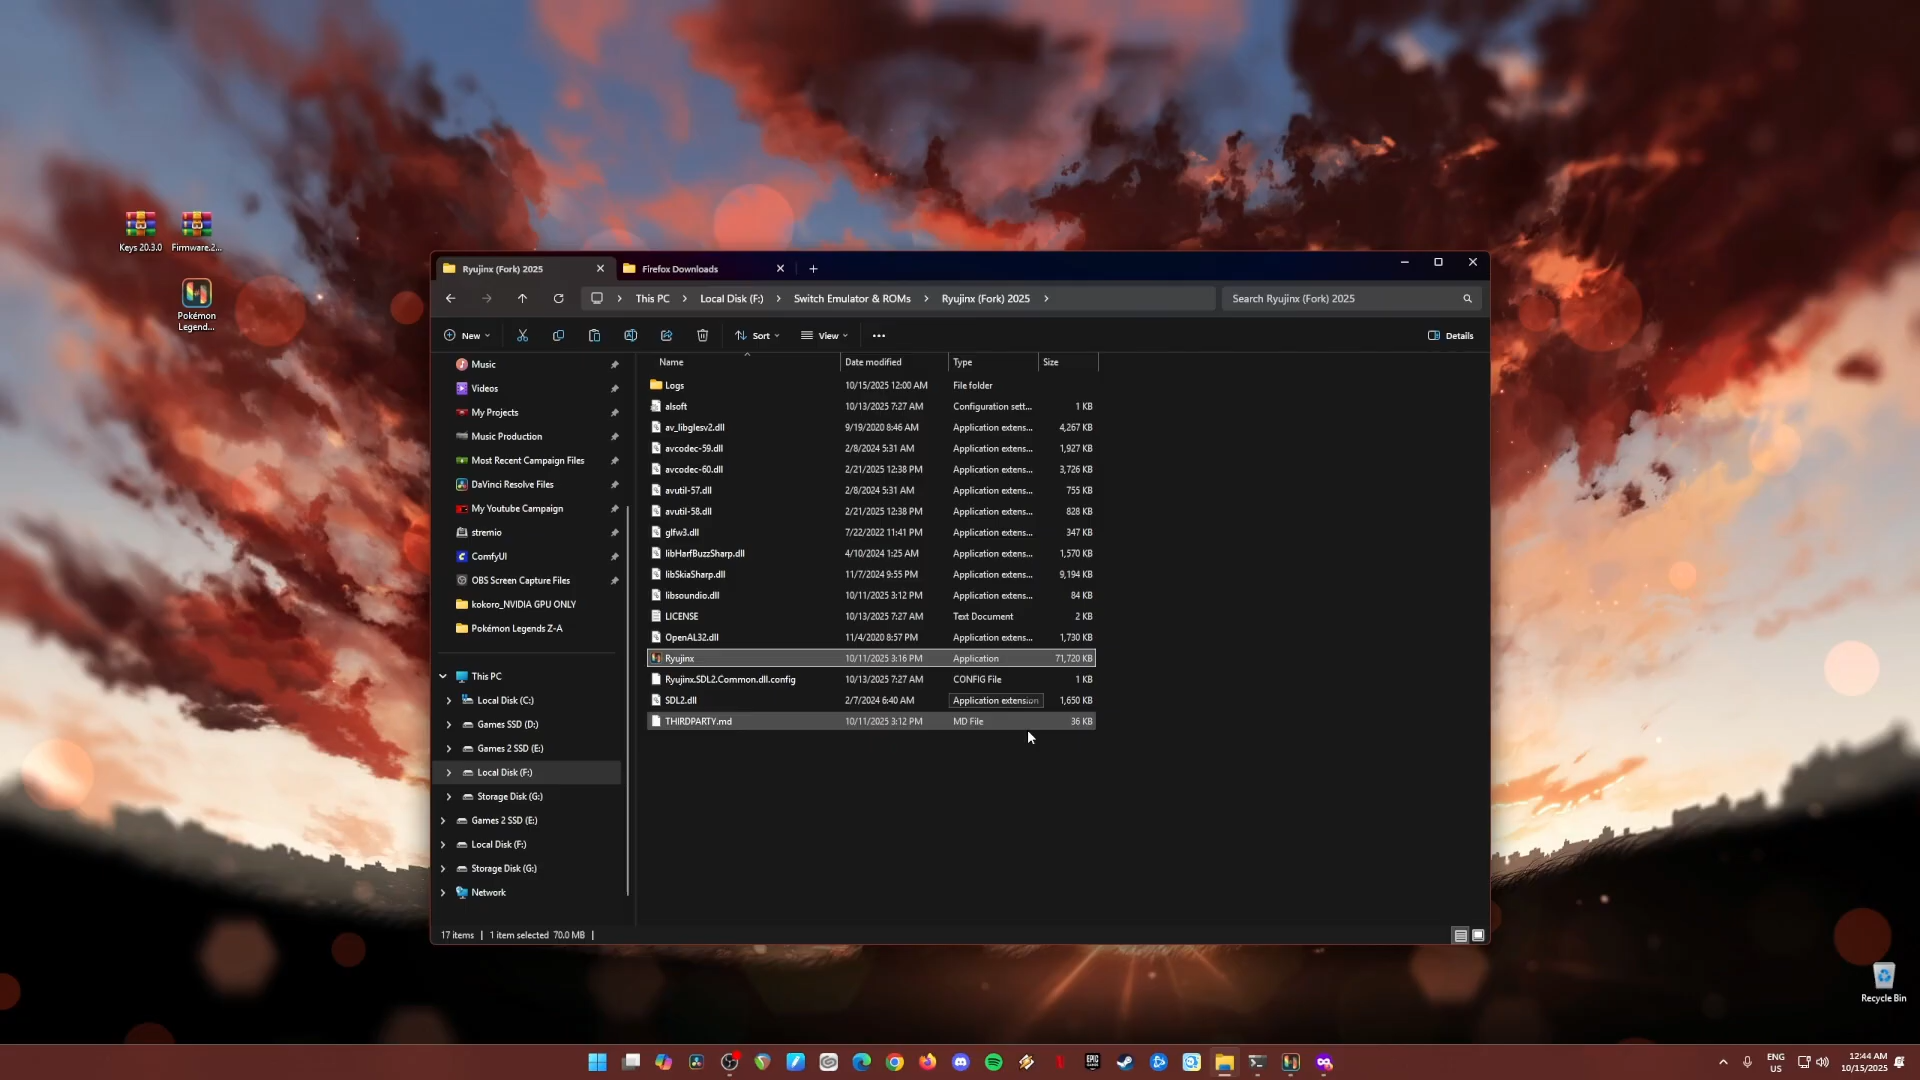 Keys 20.3.0
Firmware.2...
Pokémon
Legend...
Ryujinx (Fork) 2025
Firefox Downloads
This PC
Local Disk (F:)
Switch Emulator & ROMs
Ryujinx (Fork) 2025
Search Ryujinx (Fork) 2025
New
Sort
View
Details
Music
Videos
My Projects
Music Production
Most Recent Campaign Files
DaVinci Resolve Files
My Youtube Campaign
stremio
ComfyUI
OBS Screen Capture Files
kokoro_NVIDIA GPU ONLY
Pokémon Legends Z-A
This PC
Local Disk (C:)
Games SSD (D:)
Games 2 SSD (E:)
Local Disk (F:)
Storage Disk (G:)
Games 2 SSD (E:)
Local Disk (F:)
Storage Disk (G:)
Network
Name Date modified Type Size
Logs 10/15/2025 12:00 AM File folder
alsoft 10/13/2025 7:27 AM Configuration sett... 1 KB
av_libglesv2.dll 9/19/2020 8:46 AM Application extens... 4,267 KB
avcodec-59.dll 2/8/2024 5:31 AM Application extens... 1,927 KB
avcodec-60.dll 2/21/2025 12:38 PM Application extens... 3,726 KB
avutil-57.dll 2/8/2024 5:31 AM Application extens... 755 KB
avutil-58.dll 2/21/2025 12:38 PM Application extens... 828 KB
glfw3.dll 7/22/2022 11:41 PM Application extens... 347 KB
libHarfBuzzSharp.dll 4/10/2024 1:25 AM Application extens... 1,570 KB
libSkiaSharp.dll 11/7/2024 9:55 PM Application extens... 9,194 KB
libsoundio.dll 10/11/2025 3:12 PM Application extens... 84 KB
LICENSE 10/13/2025 7:27 AM Text Document 2 KB
OpenAL32.dll 11/4/2020 8:57 PM Application extens... 1,730 KB
Ryujinx 10/11/2025 3:16 PM Application 71,720 KB
Ryujinx.SDL2.Common.dll.config 10/13/2025 7:27 AM CONFIG File 1 KB
SDL2.dll 2/7/2024 6:40 AM Application extension 1,650 KB
THIRDPARTY.md 10/11/2025 3:12 PM MD File 36 KB
17 items 1 item selected 70.0 MB
Recycle Bin
ENG
US
12:44 AM
10/15/2025